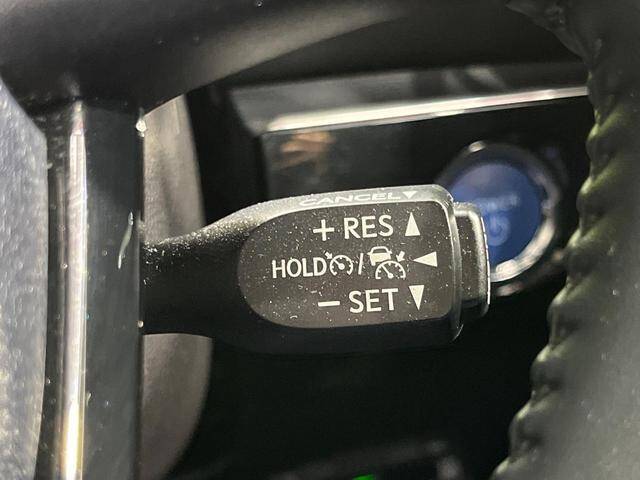 CANCEL▼
+ RES ▲
HOLD / ◀
− SET ▼